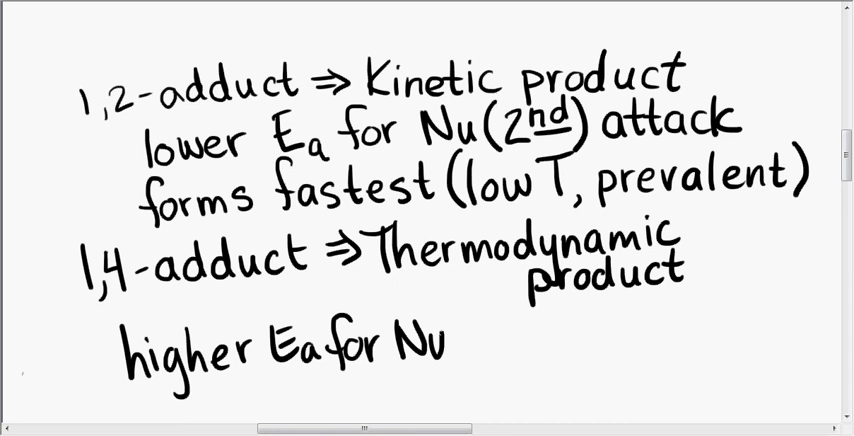 1,2-adduct ⇒ Kinetic product
lower Ea for Nu (2nd) attack
forms fastest (low T, prevalent)
1,4-adduct ⇒ Thermodynamic
product
higher Ea for Nu